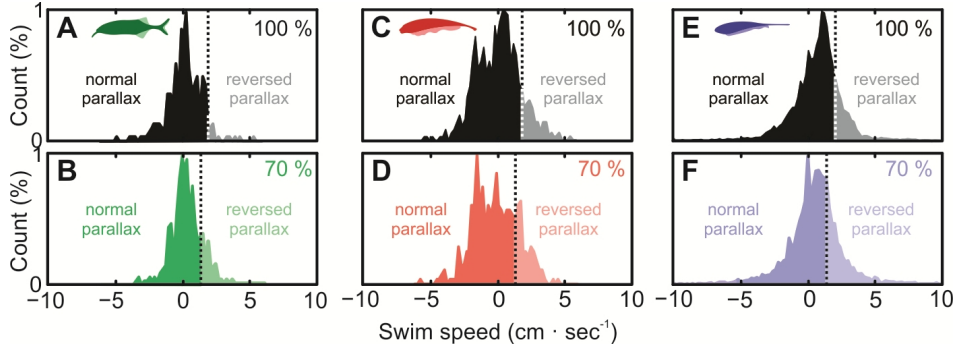 A
100 %
normal
parallax
reversed
parallax
C
100 %
normal
parallax
reversed
parallax
E
100 %
normal
parallax
reversed
parallax
Count (%)
1
0
B
70 %
normal
parallax
reversed
parallax
D
70 %
normal
parallax
reversed
parallax
F
70 %
normal
parallax
reversed
parallax
Count (%)
1
0
−10 −5 0 5 10
−10 −5 0 5 10
−10 −5 0 5 10
Swim speed (cm · sec⁻¹)